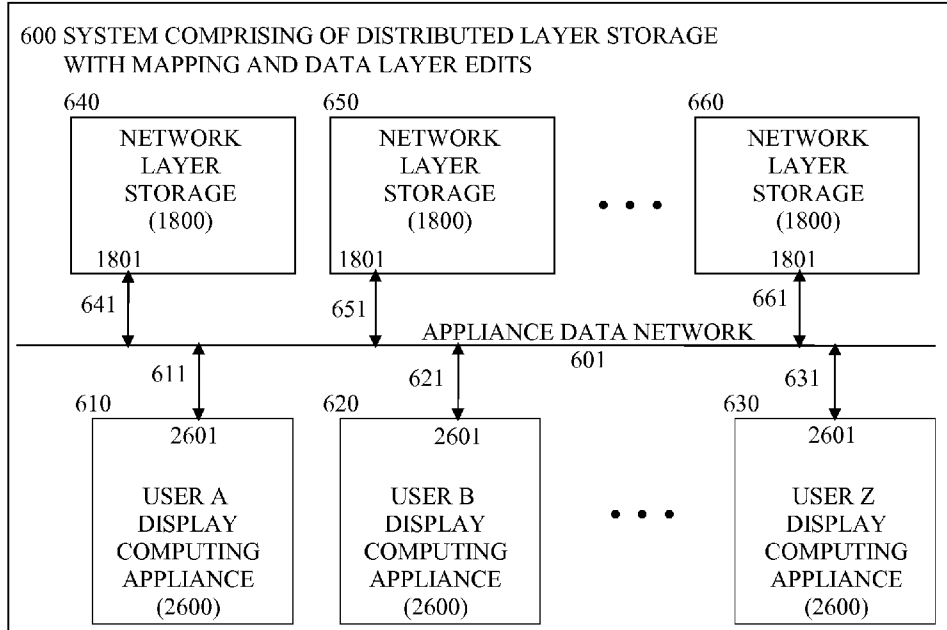 600 SYSTEM COMPRISING OF DISTRIBUTED LAYER STORAGE
WITH MAPPING AND DATA LAYER EDITS
640
NETWORK
LAYER
STORAGE
(1800)
1801
641
650
NETWORK
LAYER
STORAGE
(1800)
1801
651
660
NETWORK
LAYER
STORAGE
(1800)
1801
661
APPLIANCE DATA NETWORK
601
611
610
2601
USER A
DISPLAY
COMPUTING
APPLIANCE
(2600)
621
620
2601
USER B
DISPLAY
COMPUTING
APPLIANCE
(2600)
631
630
2601
USER Z
DISPLAY
COMPUTING
APPLIANCE
(2600)